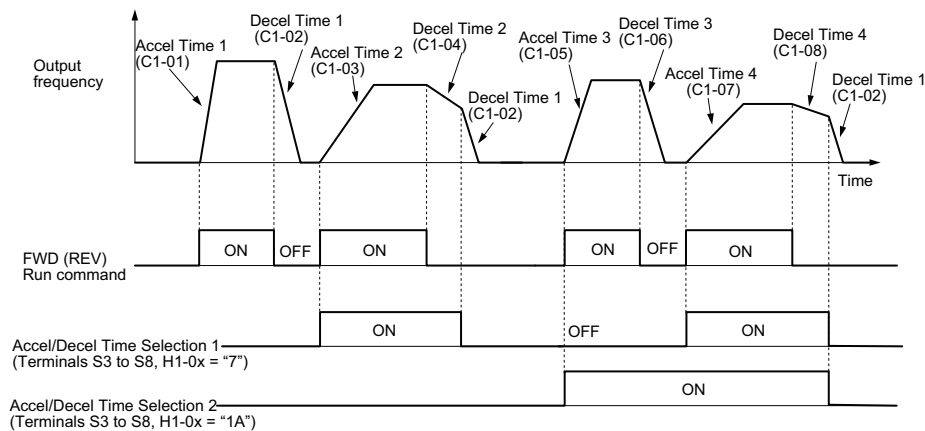 Output
frequency
Accel Time 1
(C1-01)
Decel Time 1
(C1-02)
Accel Time 2
(C1-03)
Decel Time 2
(C1-04)
Decel Time 1
(C1-02)
Accel Time 3
(C1-05)
Decel Time 3
(C1-06)
Accel Time 4
(C1-07)
Decel Time 4
(C1-08)
Decel Time 1
(C1-02)
Time
FWD (REV)
Run command
ON
OFF
ON
ON
OFF
ON
Accel/Decel Time Selection 1
(Terminals S3 to S8, H1-0x = “7”)
ON
OFF
ON
Accel/Decel Time Selection 2
(Terminals S3 to S8, H1-0x = “1A”)
ON